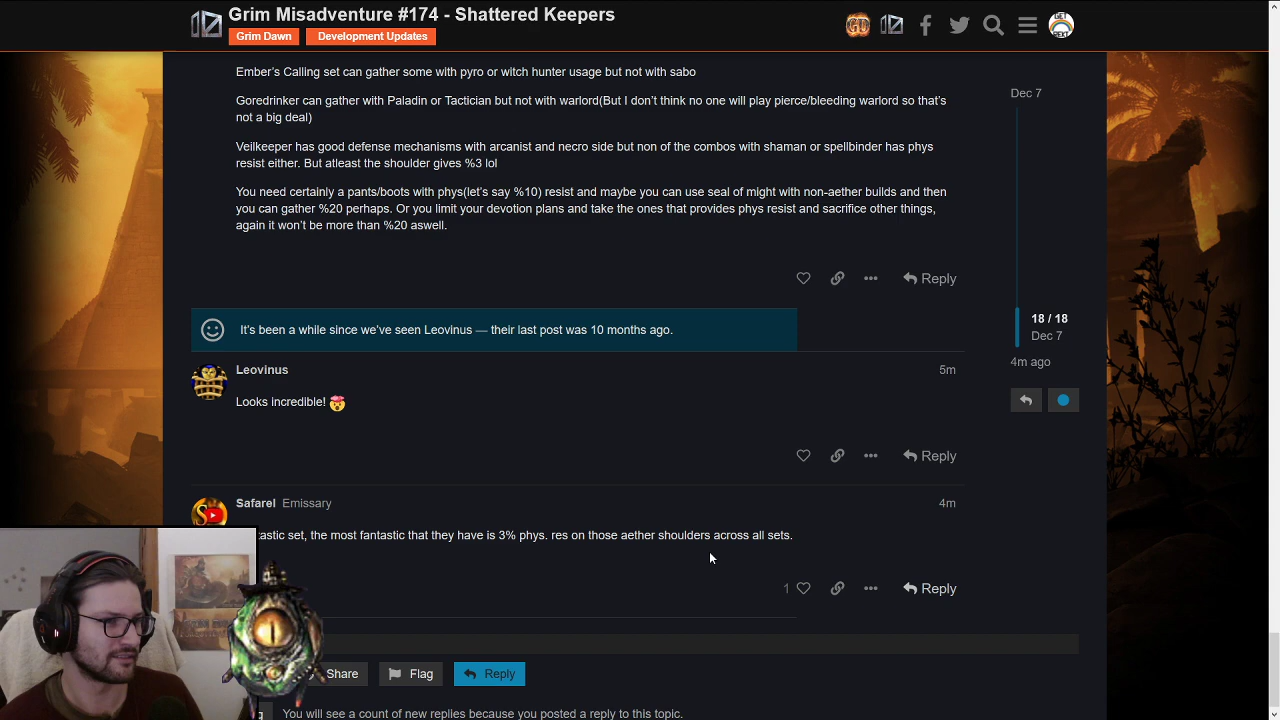 Grim Misadventure #174 - Shattered Keepers
Grim Dawn
Development Updates
Ember’s Calling set can gather some with pyro or witch hunter usage but not with sabo
Goredrinker can gather with Paladin or Tactician but not with warlord(But I don’t think no one will play pierce/bleeding warlord so that’s
not a big deal)
Veilkeeper has good defense mechanisms with arcanist and necro side but non of the combos with shaman or spellbinder has phys
resist either. But atleast the shoulder gives %3 lol
You need certainly a pants/boots with phys(let’s say %10) resist and maybe you can use seal of might with non-aether builds and then
you can gather %20 perhaps. Or you limit your devotion plans and take the ones that provides phys resist and sacrifice other things,
again it won’t be more than %20 aswell.
Reply
Dec 7
18 / 18
Dec 7
4m ago
It’s been a while since we’ve seen Leovinus — their last post was 10 months ago.
Leovinus
5m
Looks incredible! 🤯
Reply
Safarel Emissary
4m
tastic set, the most fantastic that they have is 3% phys. res on those aether shoulders across all sets.
1
Reply
Share
Flag
Reply
You will see a count of new replies because you posted a reply to this topic.